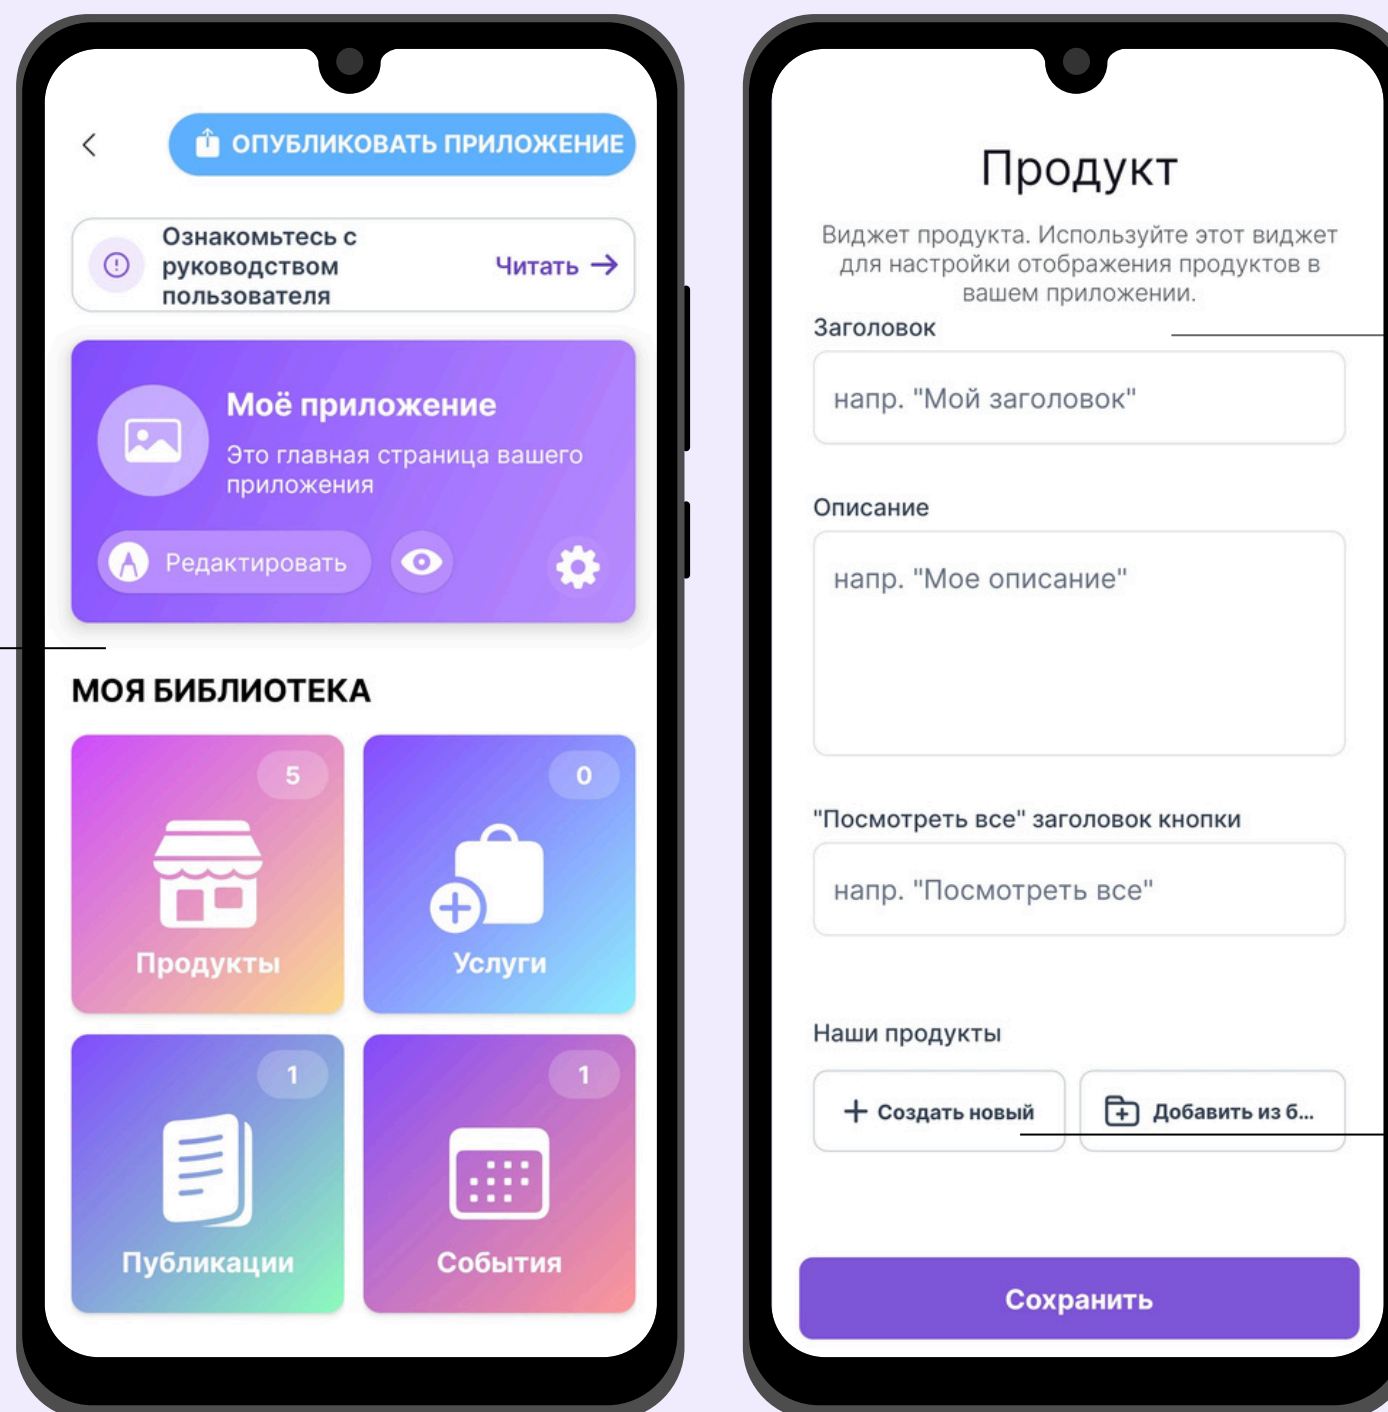 ОПУБЛИКОВАТЬ ПРИЛОЖЕНИЕ
Ознакомьтесь с
руководством
пользователя
Читать →
Моё приложение
Это главная страница вашего
приложения
Редактировать
МОЯ БИБЛИОТЕКА
5
Продукты
0
Услуги
1
Публикации
1
События
Продукт
Виджет продукта. Используйте этот виджет
для настройки отображения продуктов в
вашем приложении.
Заголовок
напр. "Мой заголовок"
Описание
напр. "Мое описание"
"Посмотреть все" заголовок кнопки
напр. "Посмотреть все"
Наши продукты
+ Создать новый
Добавить из б...
Сохранить